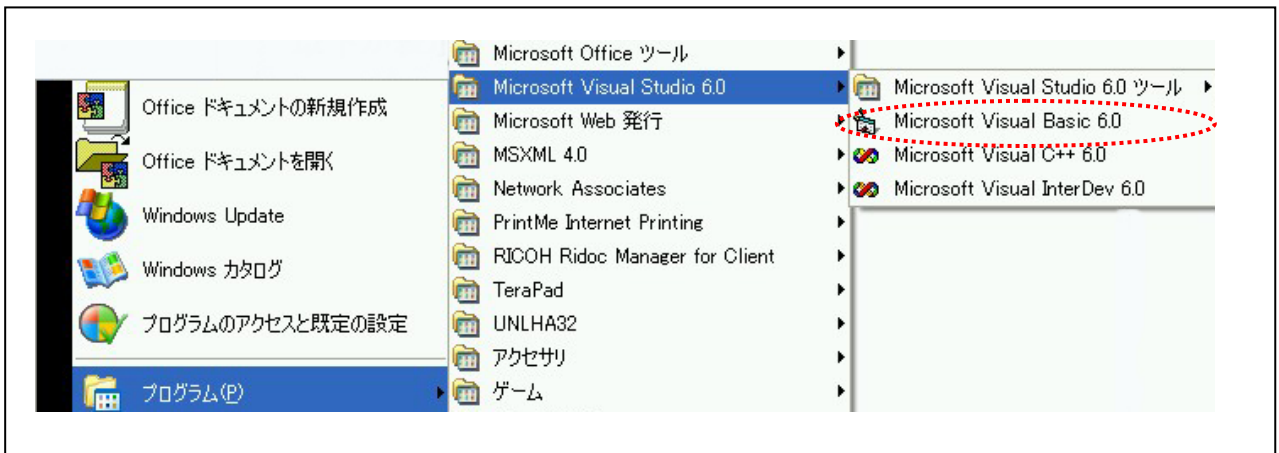 Office ドキュメントの新規作成
Office ドキュメントを開く
Windows Update
Windows カタログ
プログラムのアクセスと既定の設定
プログラム(P)
Microsoft Office ツール
Microsoft Visual Studio 6.0
Microsoft Web 発行
MSXML 4.0
Network Associates
PrintMe Internet Printing
RICOH Ridoc Manager for Client
TeraPad
UNLHA32
アクセサリ
ゲーム
Microsoft Visual Studio 6.0 ツール
Microsoft Visual Basic 6.0
Microsoft Visual C++ 6.0
Microsoft Visual InterDev 6.0